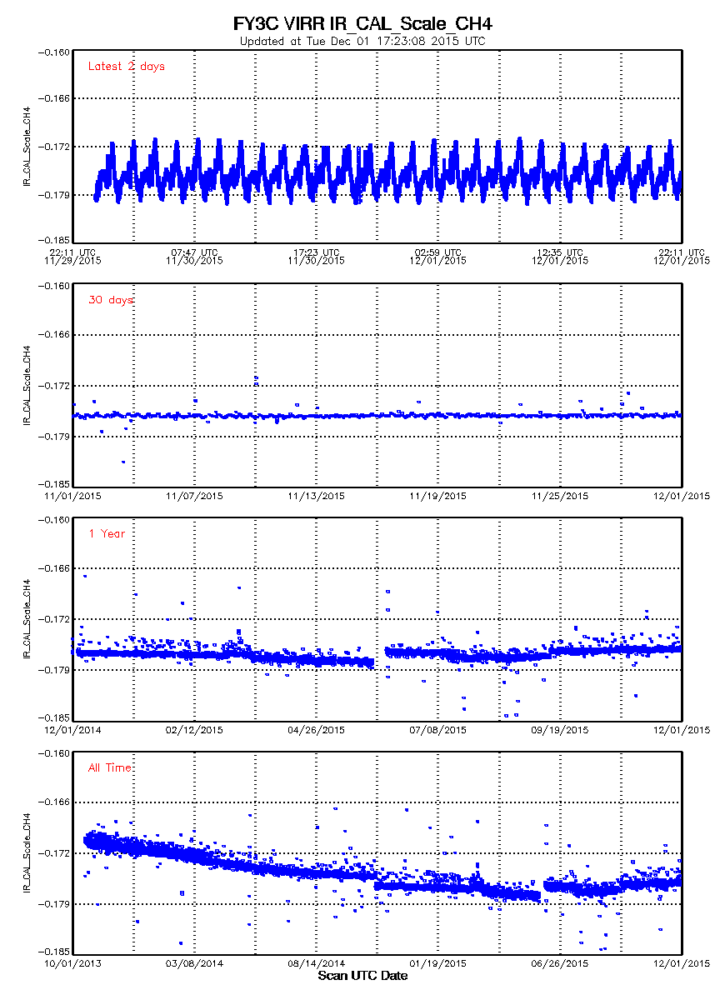 FY3C VIRR IR_CAL_Scale_CH4
Updated at Tue Dec 01 17:23:08 2015 UTC
Latest 2 days
IR_CAL_Scale_CH4
-0.160
-0.166
-0.172
-0.179
-0.185
22:11 UTC 07:47 UTC 17:23 UTC 02:59 UTC 12:35 UTC 22:11 UTC
11/29/2015 11/30/2015 11/30/2015 12/01/2015 12/01/2015 12/01/2015
30 days
IR_CAL_Scale_CH4
-0.160
-0.166
-0.172
-0.179
-0.185
11/01/2015 11/07/2015 11/13/2015 11/19/2015 11/25/2015 12/01/2015
1 Year
IR_CAL_Scale_CH4
-0.160
-0.166
-0.172
-0.179
-0.185
12/01/2014 02/12/2015 04/26/2015 07/08/2015 09/19/2015 12/01/2015
All Time
IR_CAL_Scale_CH4
-0.160
-0.166
-0.172
-0.179
-0.185
10/01/2013 03/08/2014 08/14/2014 01/19/2015 06/26/2015 12/01/2015
Scan UTC Date